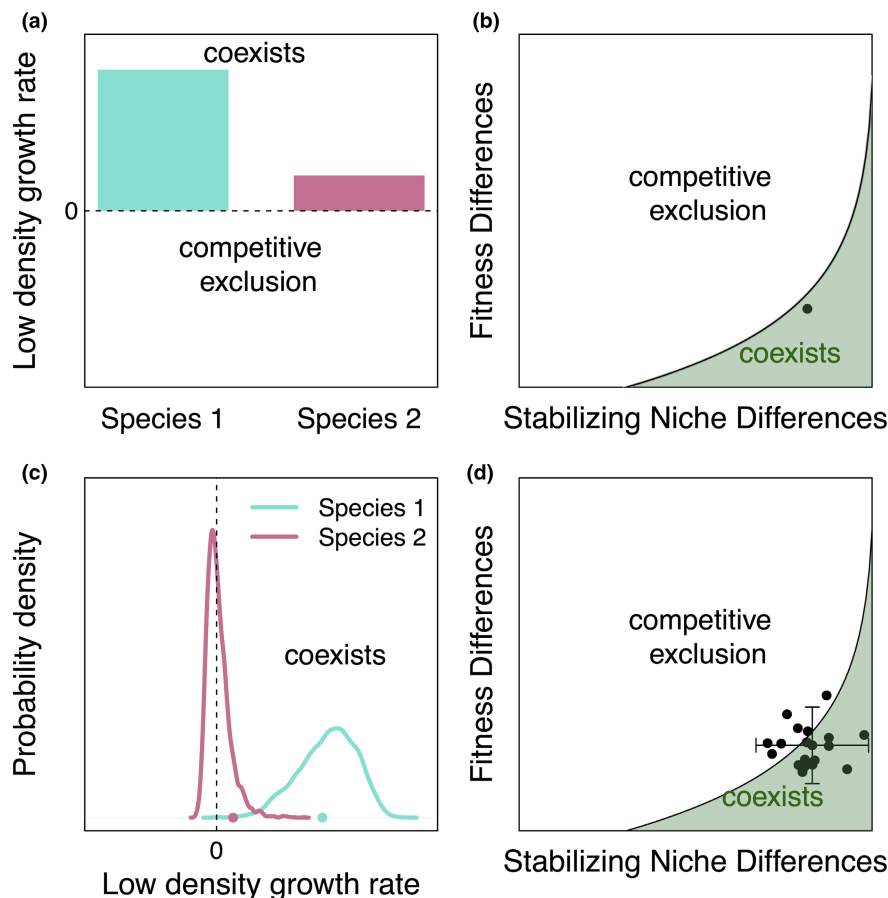 (a)
Low density growth rate
coexists
0
competitive
exclusion
Species 1
Species 2
(b)
Fitness Differences
competitive
exclusion
coexists
Stabilizing Niche Differences
(c)
Probability density
Species 1
Species 2
coexists
0
Low density growth rate
(d)
Fitness Differences
competitive
exclusion
coexists
Stabilizing Niche Differences